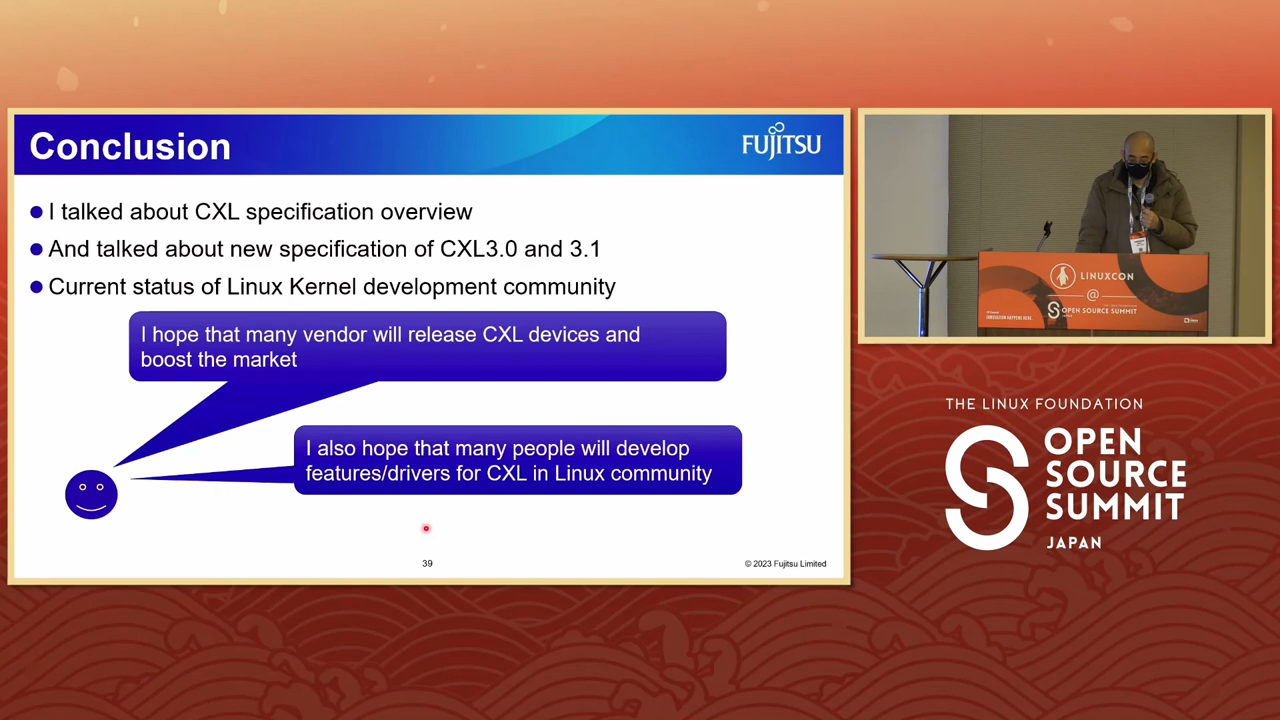 Conclusion
FUJITSU
I talked about CXL specification overview
And talked about new specification of CXL3.0 and 3.1
Current status of Linux Kernel development community
I hope that many vendor will release CXL devices and
boost the market
I also hope that many people will develop
features/drivers for CXL in Linux community
39
© 2023 Fujitsu Limited
LINUXCON
@
OPEN SOURCE SUMMIT
THE LINUX FOUNDATION
OPEN
SOURCE
SUMMIT
JAPAN